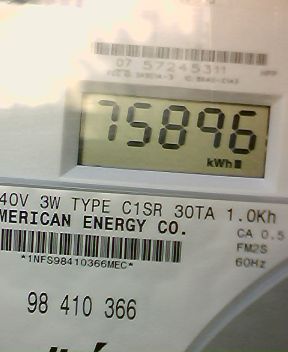 07 57245311
75896
kWh
40V 3W TYPE C1SR 30TA 1.0Kh
MERICAN ENERGY CO.
CA 0.5
FM2S
60Hz
*1NFS98410366MEC*
98 410 366